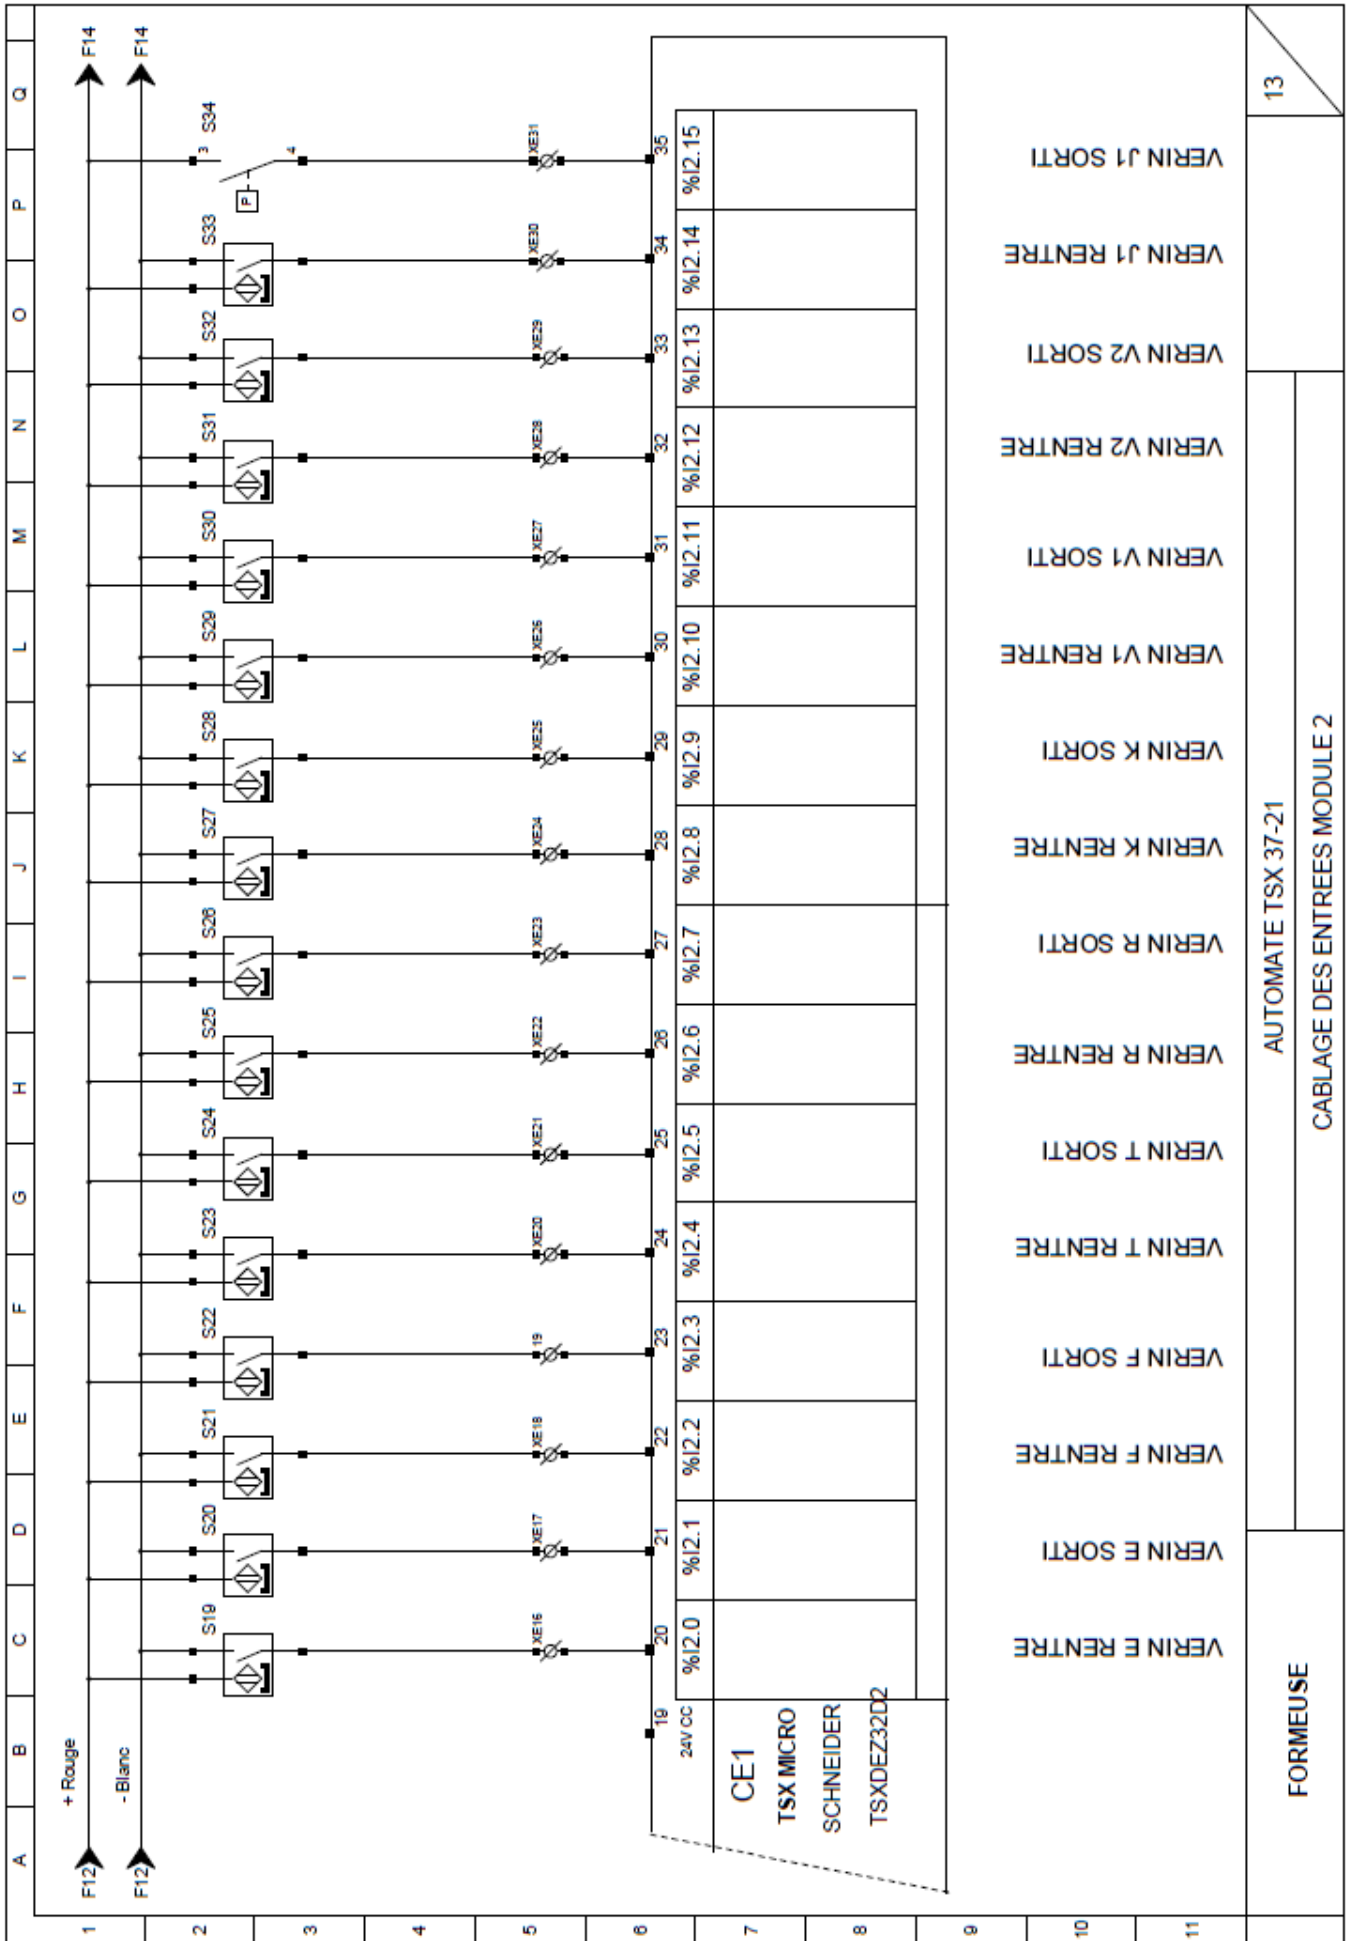 A B C D E F G H I J K L M N O P Q
1
2
3
4
5
6
7
8
9
10
11
+ Rouge
- Blanc
F12 F14
F12 F14
S19 S20 S21 S22 S23 S24 S25 S26 S27 S28 S29 S30 S31 S32 S33 S34
3
4
P
XE16 XE17 XE18 19 XE20 XE21 XE22 XE23 XE24 XE25 XE26 XE27 XE28 XE29 XE30 XE31
19 20 21 22 23 24 25 26 27 28 29 30 31 32 33 34 35
24V CC %I2.0 %I2.1 %I2.2 %I2.3 %I2.4 %I2.5 %I2.6 %I2.7 %I2.8 %I2.9 %I2.10 %I2.11 %I2.12 %I2.13 %I2.14 %I2.15
CE1
TSX MICRO
SCHNEIDER
TSXDEZ32D2
VERIN E RENTRE
VERIN E SORTI
VERIN F RENTRE
VERIN F SORTI
VERIN T RENTRE
VERIN T SORTI
VERIN R RENTRE
VERIN R SORTI
VERIN K RENTRE
VERIN K SORTI
VERIN V1 RENTRE
VERIN V1 SORTI
VERIN V2 RENTRE
VERIN V2 SORTI
VERIN J1 RENTRE
VERIN J1 SORTI
FORMEUSE
AUTOMATE TSX 37-21
CABLAGE DES ENTREES MODULE 2
13